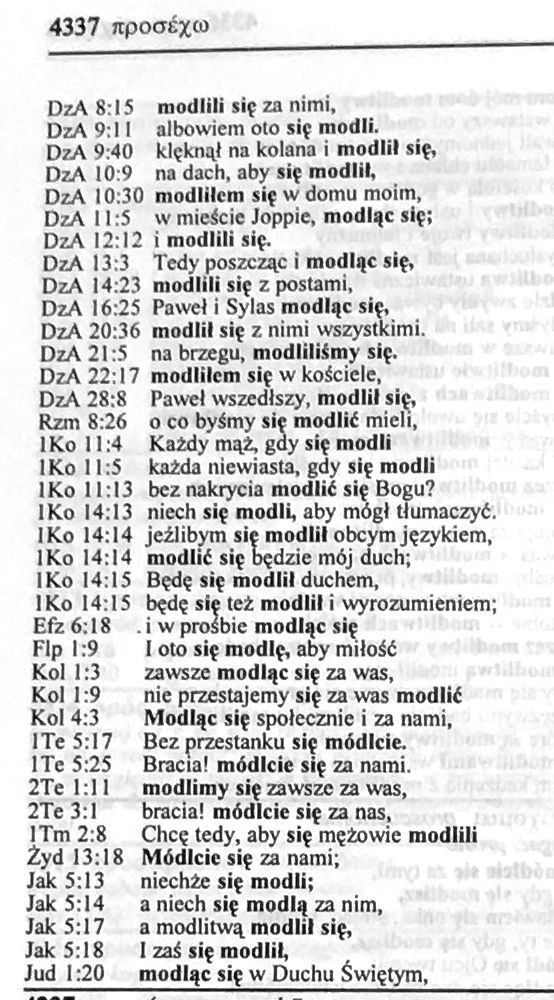 4337 προσέχω
DzA 8:15 modlili się za nimi,
DzA 9:11 albowiem oto się modli.
DzA 9:40 klęknął na kolana i modlił się,
DzA 10:9 na dach, aby się modlił,
DzA 10:30 modliłem się w domu moim,
DzA 11:5 w mieście Joppie, modląc się;
DzA 12:12 i modlili się.
DzA 13:3 Tedy poszcząc i modląc się,
DzA 14:23 modlili się z postami,
DzA 16:25 Paweł i Sylas modląc się,
DzA 20:36 modlił się z nimi wszystkimi.
DzA 21:5 na brzegu, modliliśmy się,
DzA 22:17 modliłem się w kościele,
DzA 28:8 Paweł wszedłszy, modlił się,
Rzm 8:26 o co byśmy się modlić mieli,
1Ko 11:4 Każdy mąż, gdy się modli
1Ko 11:5 każda niewiasta, gdy się modli
1Ko 11:13 bez nakrycia modlić się Bogu?
1Ko 14:13 niech się modli, aby mógł tłumaczyć.
1Ko 14:14 jeźlibym się modlił obcym językiem,
1Ko 14:14 modlić się będzie mój duch;
1Ko 14:15 Będę się modlił duchem,
1Ko 14:15 będę się też modlił i wyrozumieniem;
Efz 6:18 i w prośbie modląc się
Flp 1:9 I oto się modlę, aby miłość
Kol 1:3 zawsze modląc się za was,
Kol 1:9 nie przestajemy się za was modlić
Kol 4:3 Modląc się społecznie i za nami,
1Te 5:17 Bez przestanku się módlcie.
1Te 5:25 Bracia! módlcie się za nami.
2Te 1:11 modlimy się zawsze za was,
2Te 3:1 bracia! módlcie się za nas,
1Tm 2:8 Chcę tedy, aby się mężowie modlili
Żyd 13:18 Módlcie się za nami;
Jak 5:13 niechże się modli:
Jak 5:14 a niech się modlą za nim,
Jak 5:17 a modlitwą modlił się,
Jak 5:18 I zaś się modlił,
Jud 1:20 modląc się w Duchu Świętym,